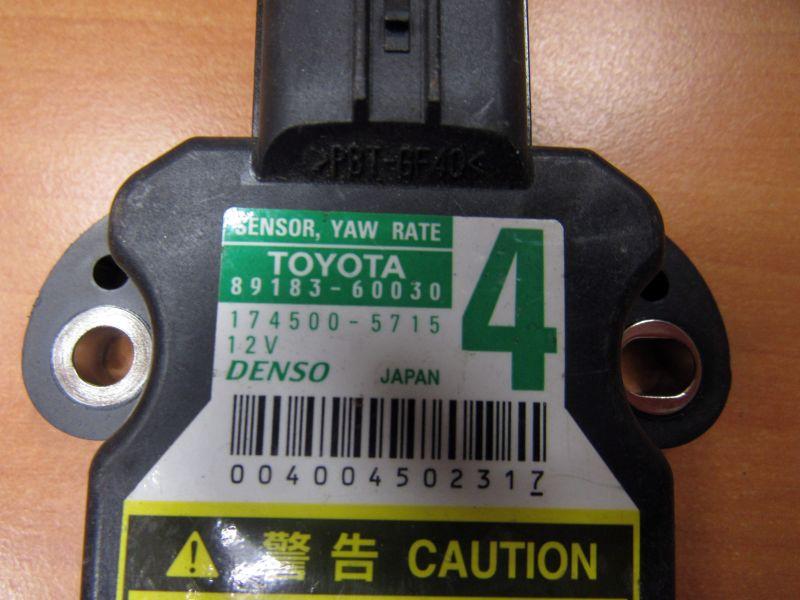 >PBT-GF40<
SENSOR, YAW RATE
TOYOTA
89183-60030
4
174500-5715
12V
DENSO JAPAN
004004502317
警告 CAUTION